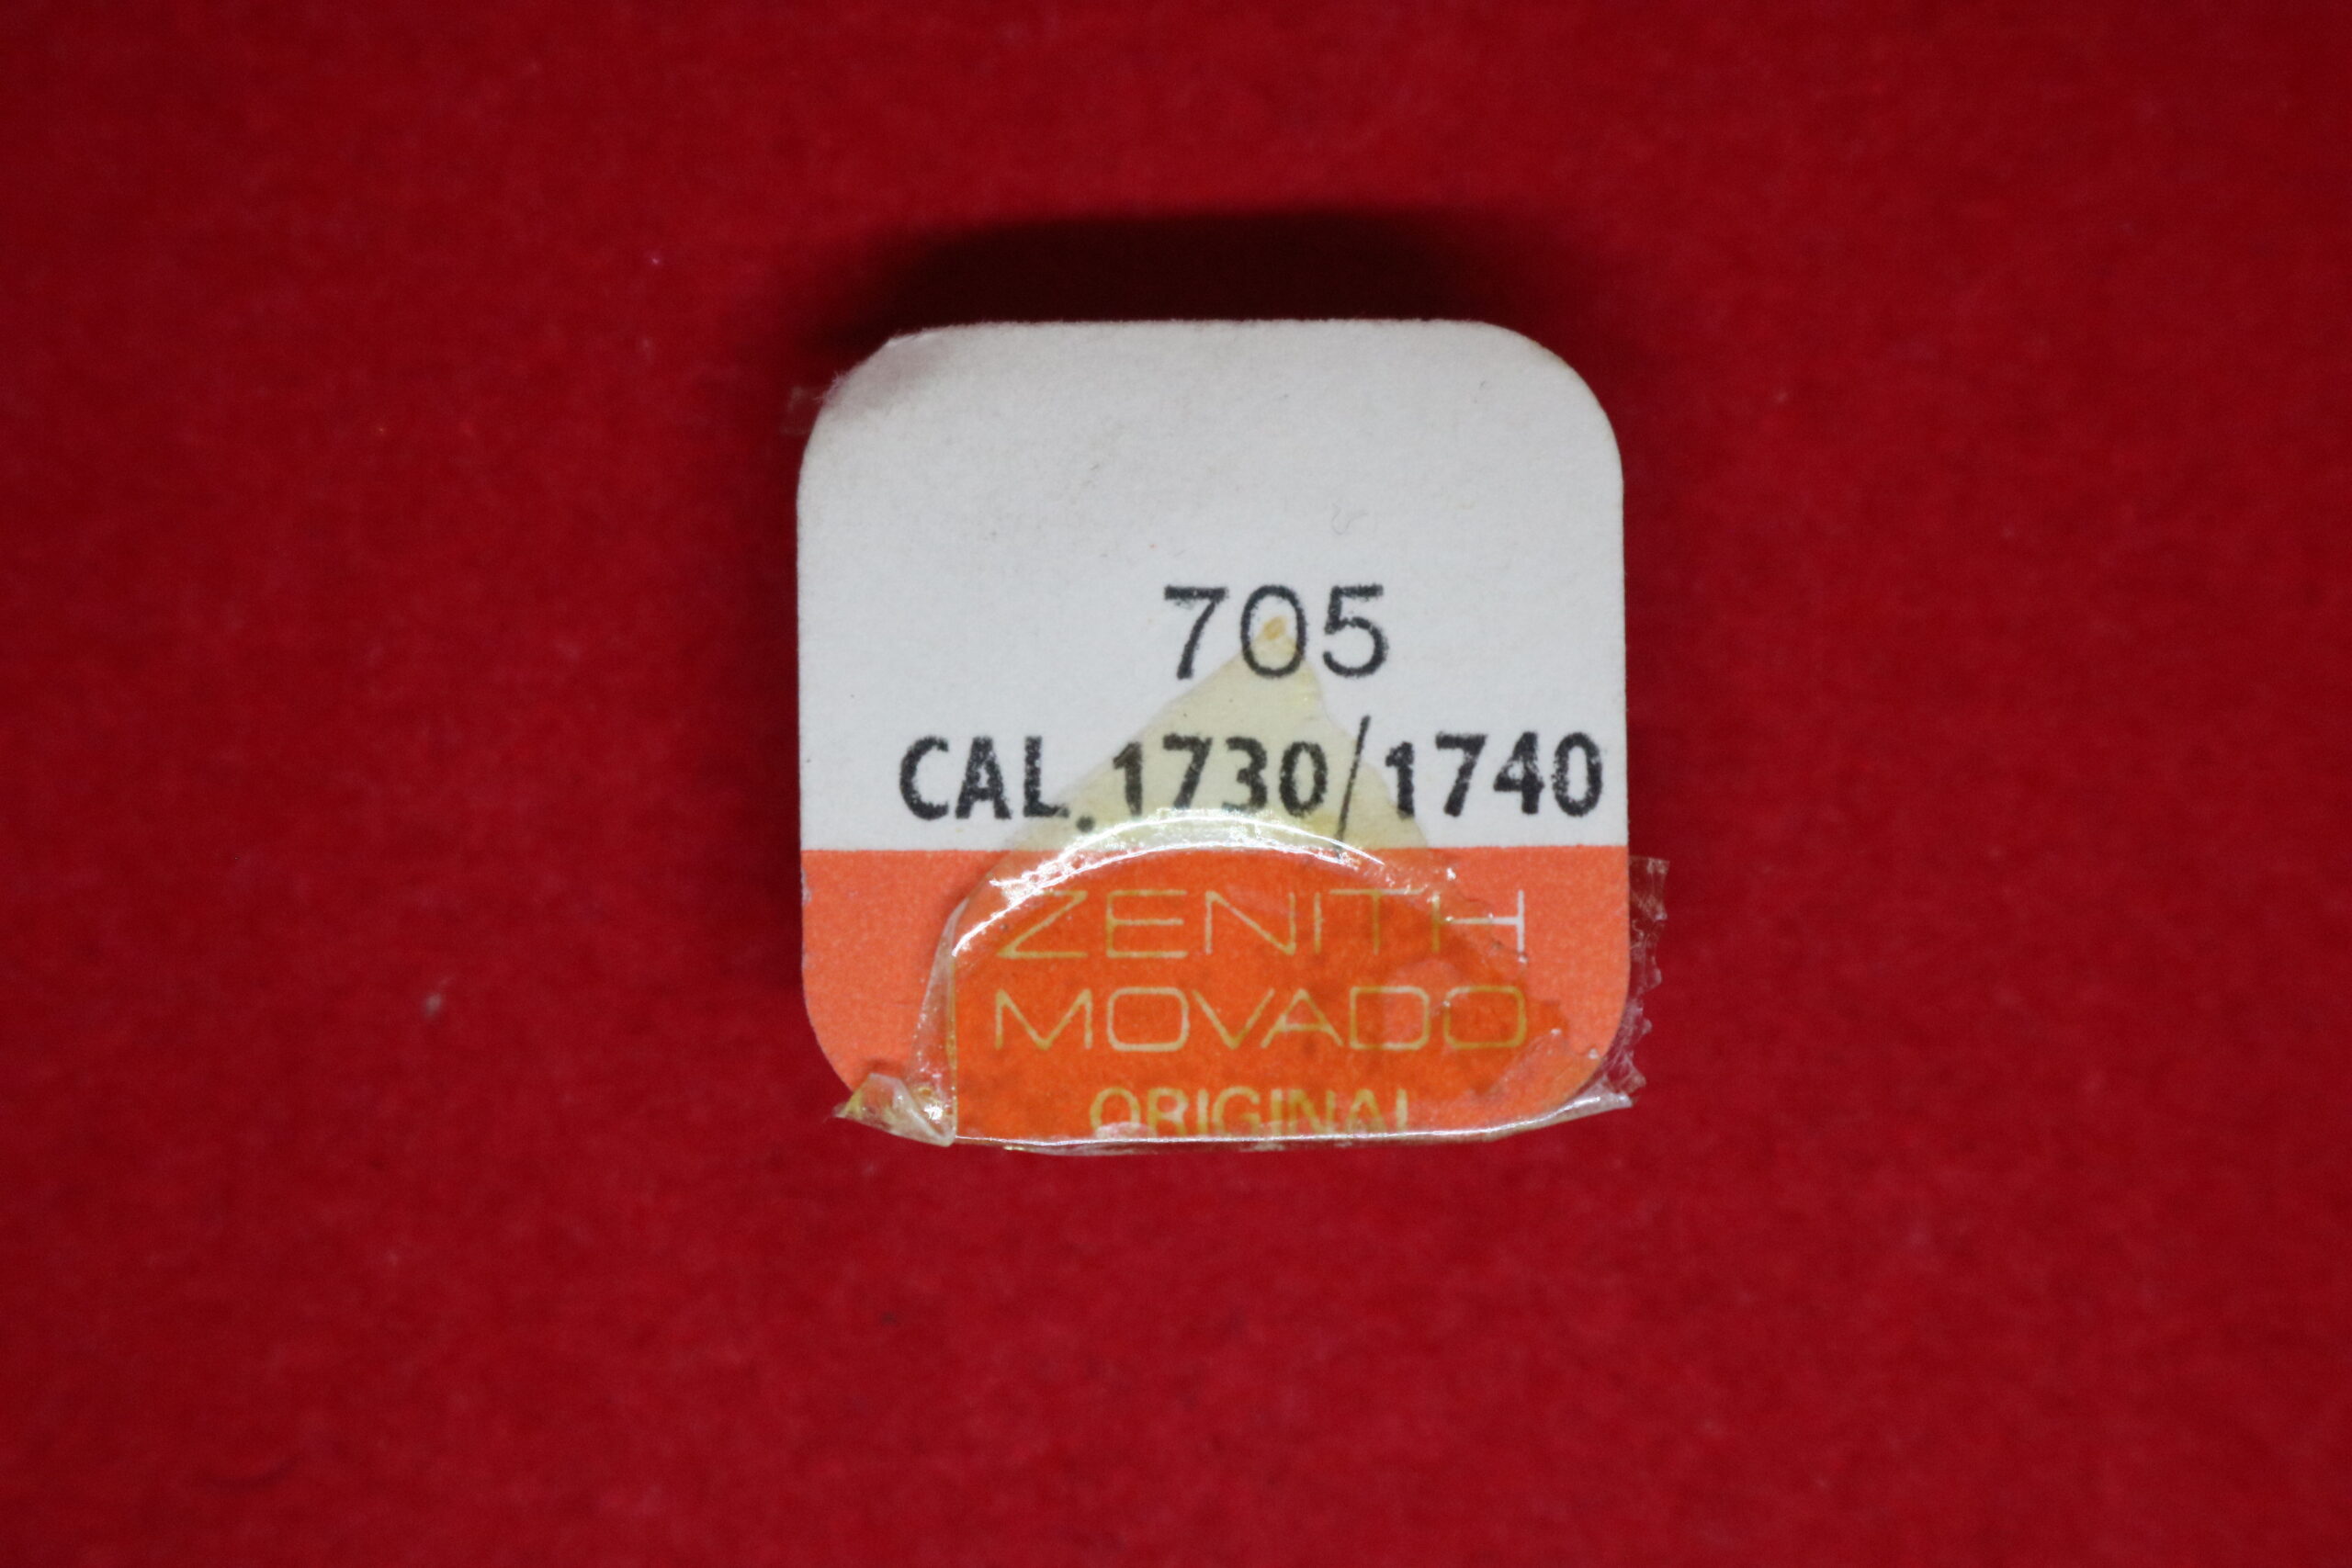 705
CAL. 1730/1740
ZENITH
MOVADO
ORIGINAL